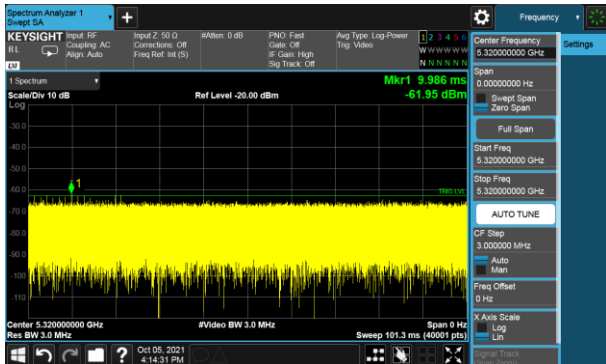 Spectrum Analyzer 1
Swept SA
Frequency
KEYSIGHT
RL
Input: RF
Coupling: AC
Align: Auto
Input Z: 50 Ω
Corrections: Off
Freq Ref: Int (S)
#Atten: 0 dB
PNO: Fast
Gate: Off
IF Gain: High
Sig Track: Off
Avg Type: Log-Power
Trig: Video
1 2 3 4 5 6
W W W W W W
N N N N N N
1 Spectrum
Scale/Div 10 dB
Ref Level -20.00 dBm
Mkr1 9.986 ms
-61.95 dBm
Log
-30.0
-40.0
-50.0
-60.0
-70.0
-80.0
-90.0
-100
-110
1
TRIG LVL
Center 5.320000000 GHz
Res BW 3.0 MHz
#Video BW 3.0 MHz
Span 0 Hz
Sweep 101.3 ms (40001 pts)
Oct 05, 2021
4:14:31 PM
Center Frequency
5.320000000 GHz
Settings
Span
0.00000000 Hz
Swept Span
Zero Span
Full Span
Start Freq
5.320000000 GHz
Stop Freq
5.320000000 GHz
AUTO TUNE
CF Step
3.000000 MHz
Auto
Man
Freq Offset
0 Hz
X Axis Scale
Log
Lin
Signal Track
(Span Zoom)